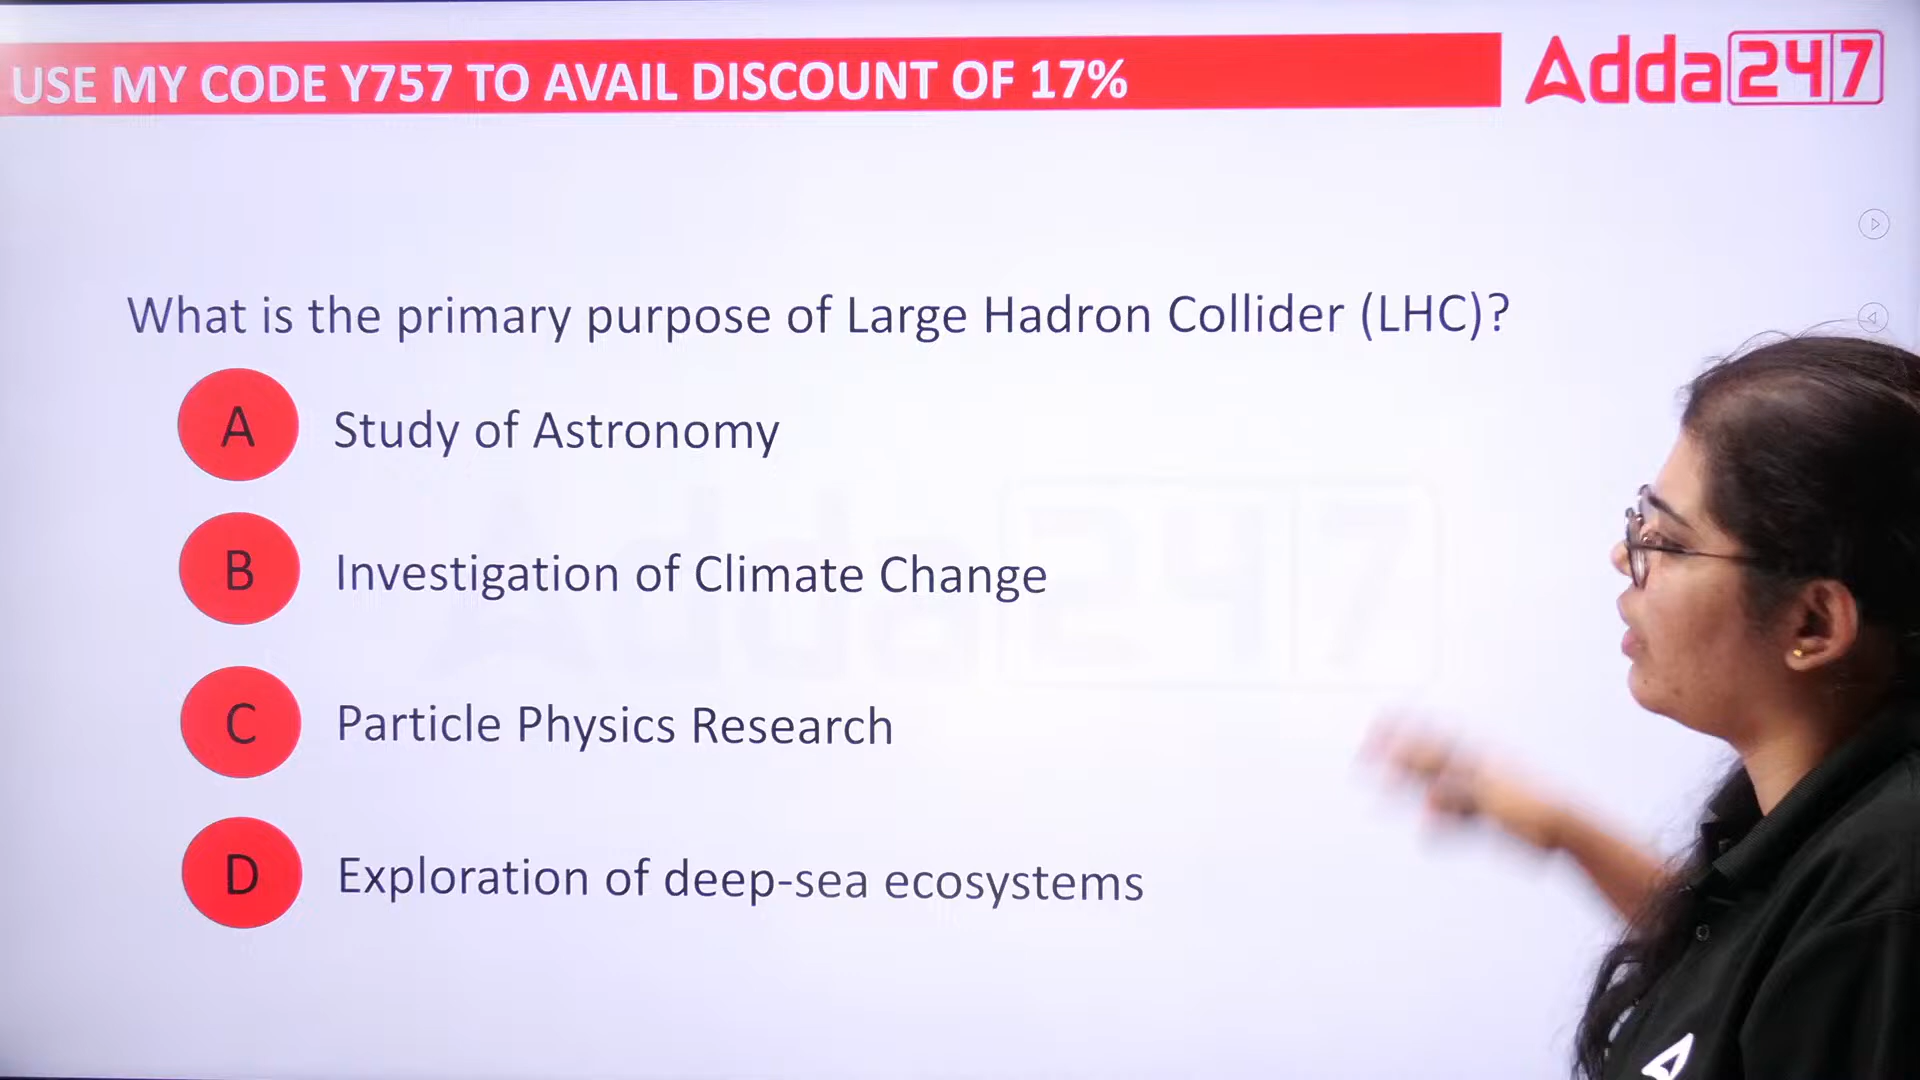 USE MY CODE Y757 TO AVAIL DISCOUNT OF 17%
Adda247
What is the primary purpose of Large Hadron Collider (LHC)?
A Study of Astronomy
B Investigation of Climate Change
C Particle Physics Research
D Exploration of deep-sea ecosystems
Adda247